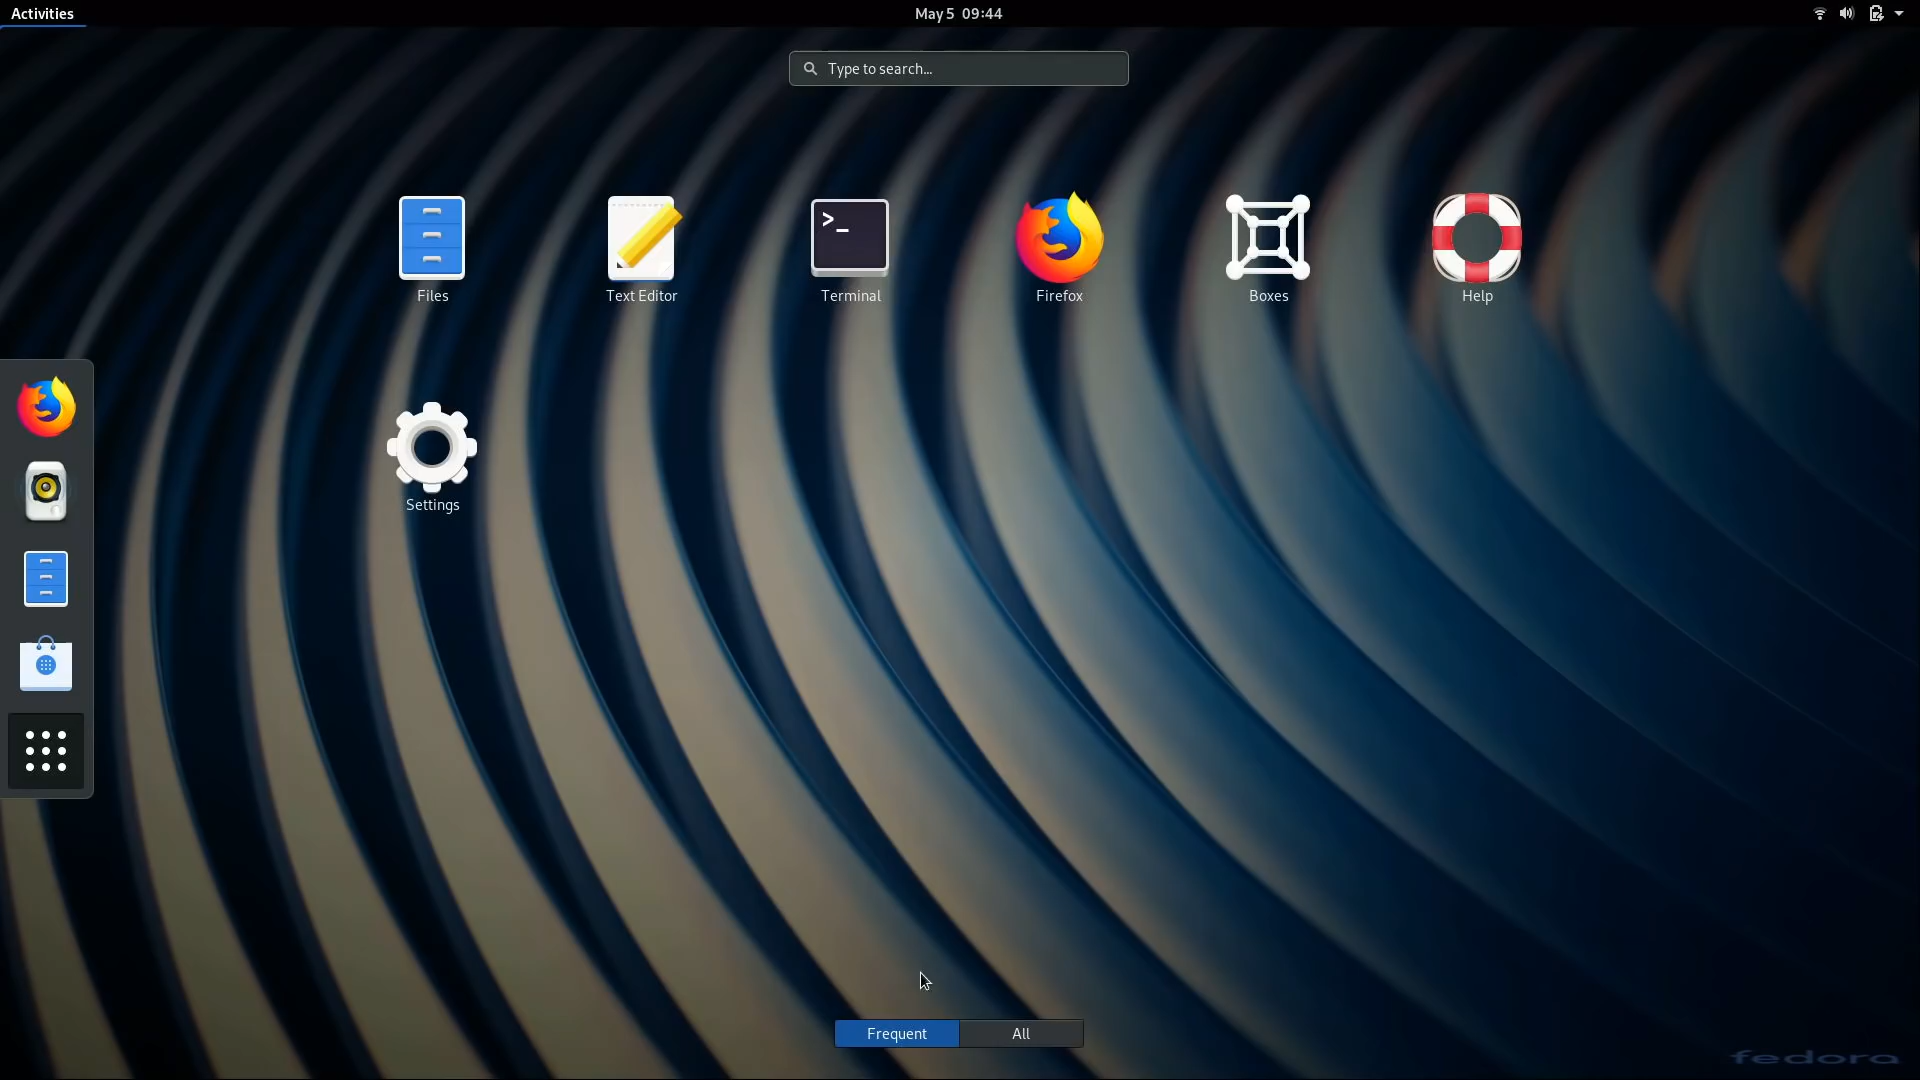 Activities
May 5 09:44
Type to search...
Files
Text Editor
>_
Terminal
Firefox
Boxes
Help
Settings
Frequent
All
fedora